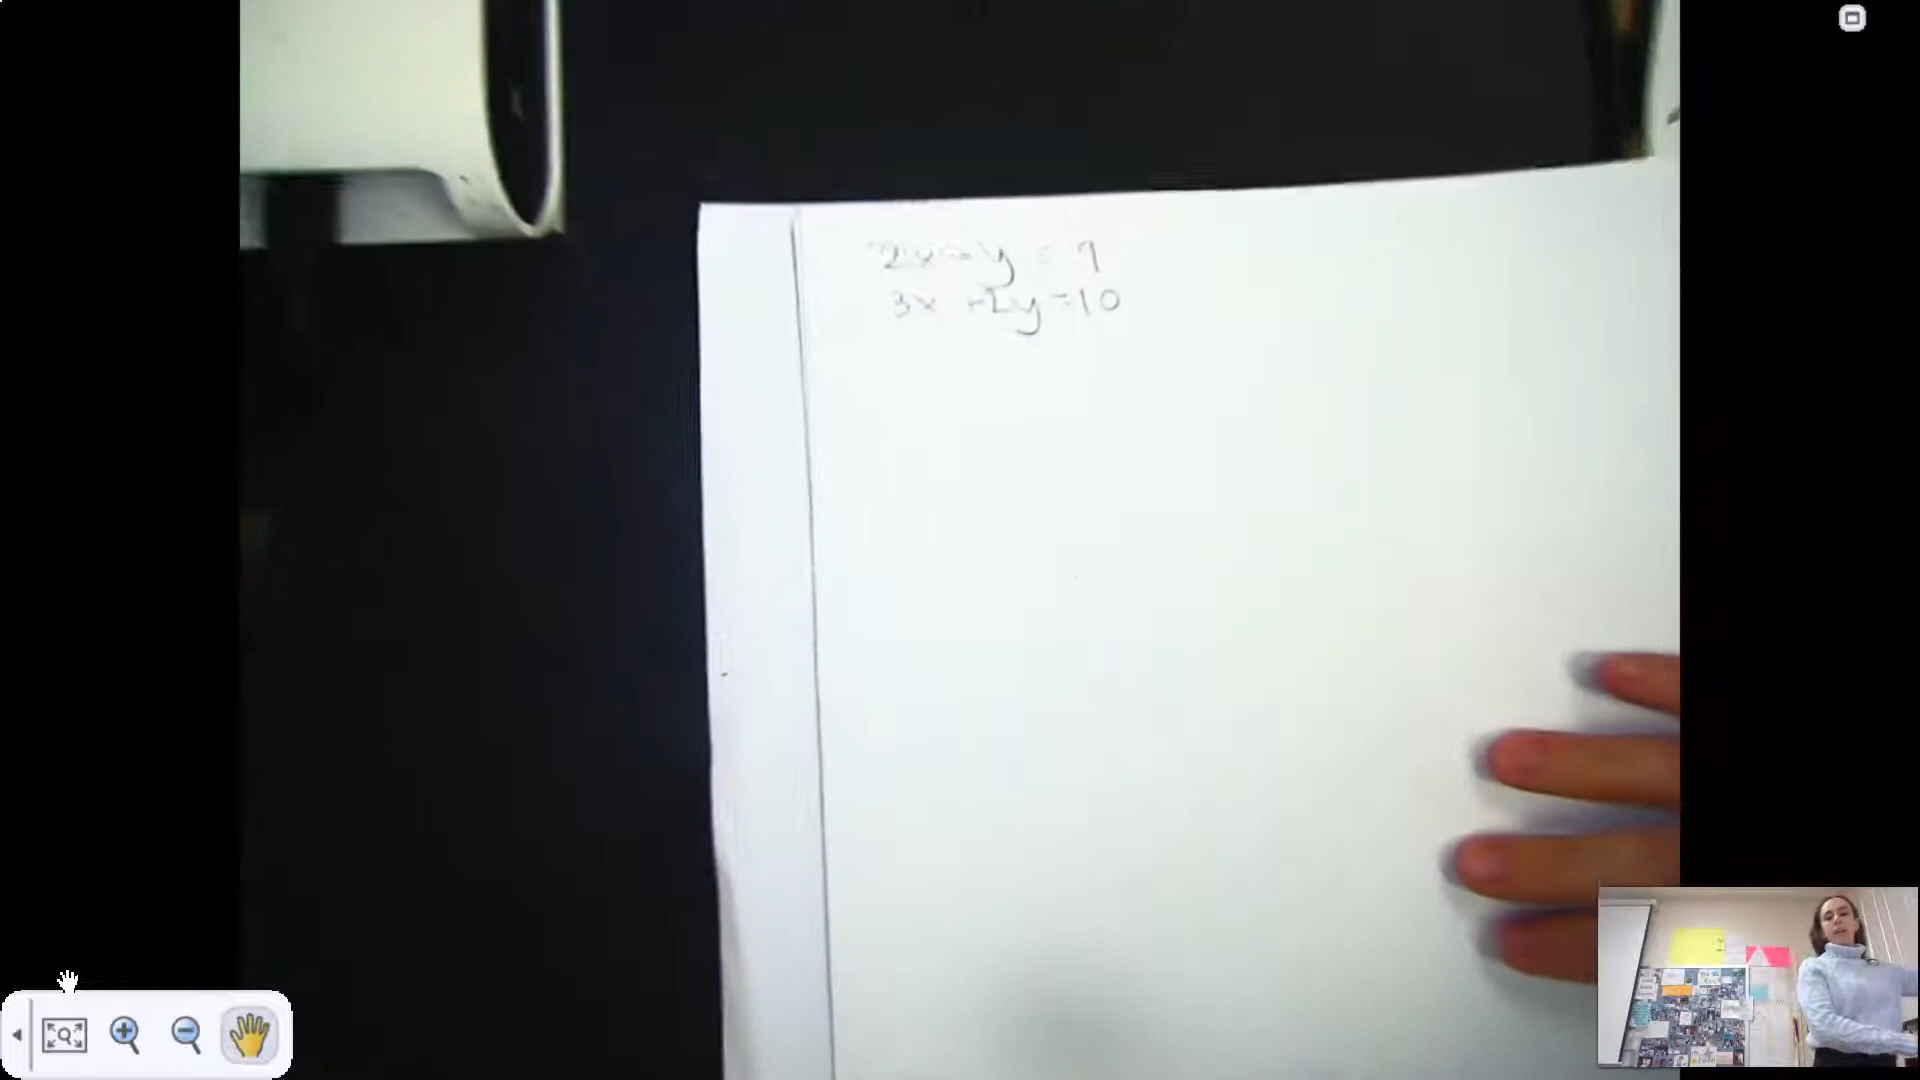 2x - y = 9
3x + 2y = 10